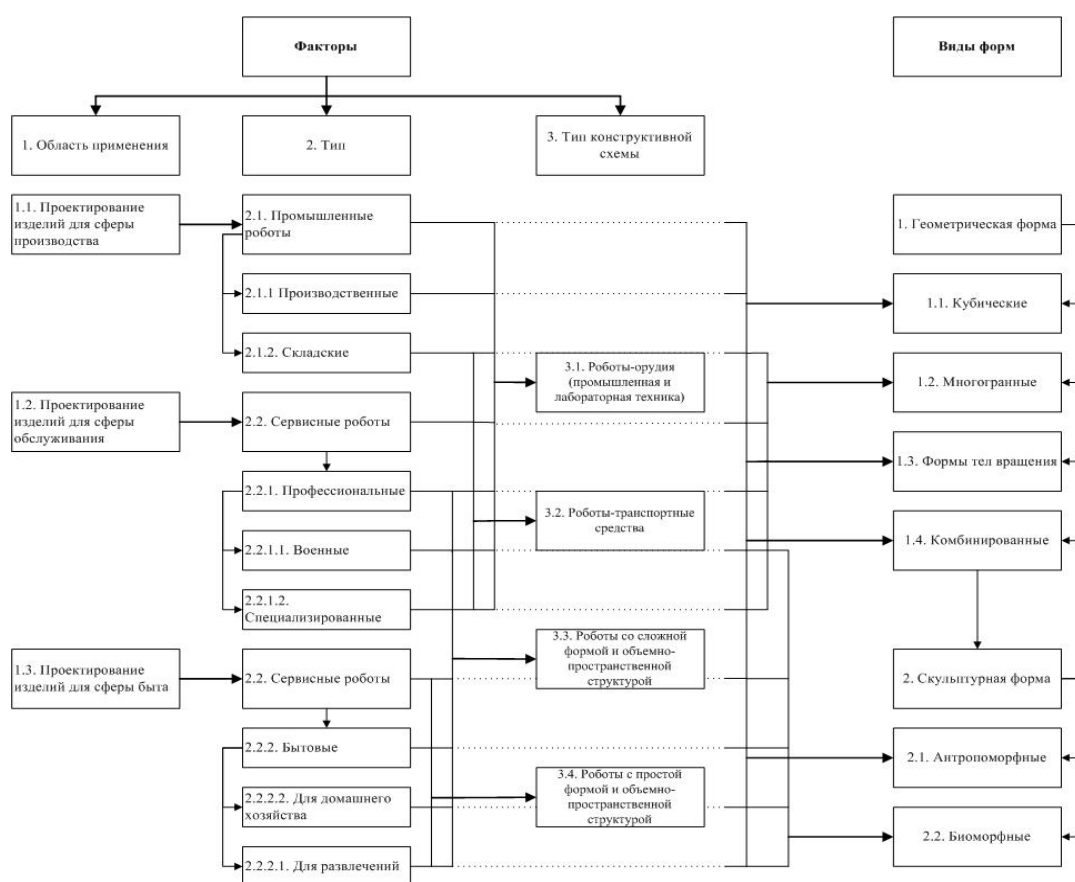 Факторы
Виды форм
1. Область применения
2. Тип
3. Тип конструктивной
схемы
1.1. Проектирование
изделий для сферы
производства
2.1. Промышленные
роботы
1. Геометрическая форма
2.1.1 Производственные
1.1. Кубические
2.1.2. Складские
3.1. Роботы-орудия
(промышленная и
лабораторная техника)
1.2. Многогранные
1.2. Проектирование
изделий для сферы
обслуживания
2.2. Сервисные роботы
1.3. Формы тел вращения
2.2.1. Профессиональные
3.2. Роботы-транспортные
средства
2.2.1.1. Военные
1.4. Комбинированные
2.2.1.2.
Специализированные
3.3. Роботы со сложной
формой и объемно-
пространственной
структурой
1.3. Проектирование
изделий для сферы быта
2.2. Сервисные роботы
2. Скульптурная форма
2.2.2. Бытовые
2.1. Антропоморфные
3.4. Роботы с простой
формой и объемно-
пространственной
структурой
2.2.2.2. Для домашнего
хозяйства
2.2. Биоморфные
2.2.2.1. Для развлечений